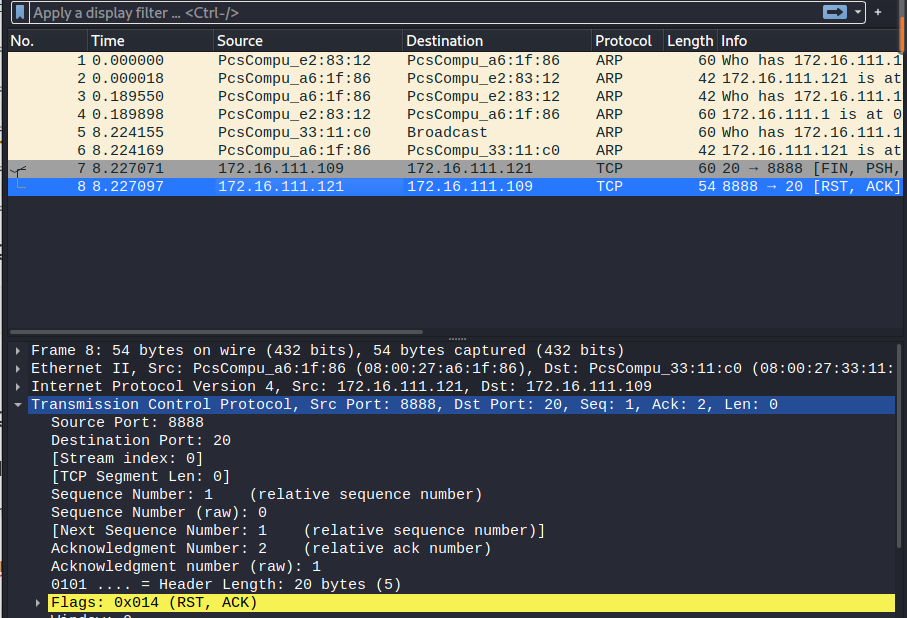 Apply a display filter ... <Ctrl-/> +
No. Time Source Destination Protocol Length Info
1 0.000000 PcsCompu_e2:83:12 PcsCompu_a6:1f:86 ARP 60 Who has 172.16.111.1
2 0.000018 PcsCompu_a6:1f:86 PcsCompu_e2:83:12 ARP 42 172.16.111.121 is at
3 0.189550 PcsCompu_a6:1f:86 PcsCompu_e2:83:12 ARP 42 Who has 172.16.111.1
4 0.189898 PcsCompu_e2:83:12 PcsCompu_a6:1f:86 ARP 60 172.16.111.1 is at 0
5 8.224155 PcsCompu_33:11:c0 Broadcast ARP 60 Who has 172.16.111.1
6 8.224169 PcsCompu_a6:1f:86 PcsCompu_33:11:c0 ARP 42 172.16.111.121 is at
7 8.227071 172.16.111.109 172.16.111.121 TCP 60 20 → 8888 [FIN, PSH,
8 8.227097 172.16.111.121 172.16.111.109 TCP 54 8888 → 20 [RST, ACK]
Frame 8: 54 bytes on wire (432 bits), 54 bytes captured (432 bits)
Ethernet II, Src: PcsCompu_a6:1f:86 (08:00:27:a6:1f:86), Dst: PcsCompu_33:11:c0 (08:00:27:33:11:
Internet Protocol Version 4, Src: 172.16.111.121, Dst: 172.16.111.109
Transmission Control Protocol, Src Port: 8888, Dst Port: 20, Seq: 1, Ack: 2, Len: 0
Source Port: 8888
Destination Port: 20
[Stream index: 0]
[TCP Segment Len: 0]
Sequence Number: 1 (relative sequence number)
Sequence Number (raw): 0
[Next Sequence Number: 1 (relative sequence number)]
Acknowledgment Number: 2 (relative ack number)
Acknowledgment number (raw): 1
0101 .... = Header Length: 20 bytes (5)
Flags: 0x014 (RST, ACK)
Window: 0